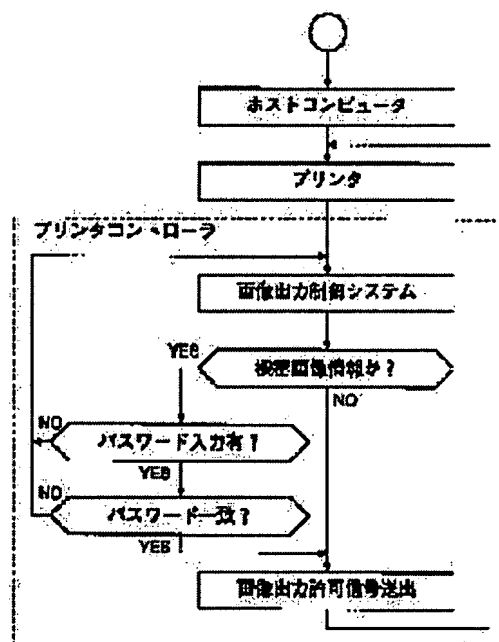 ホストコンピュータ
プリンタ
プリンタコントローラ
画像出力制御システム
YES
機密画像情報か？
NO
NO
パスワード入力有？
YES
NO
パスワード一致？
YES
画像出力許可信号送出